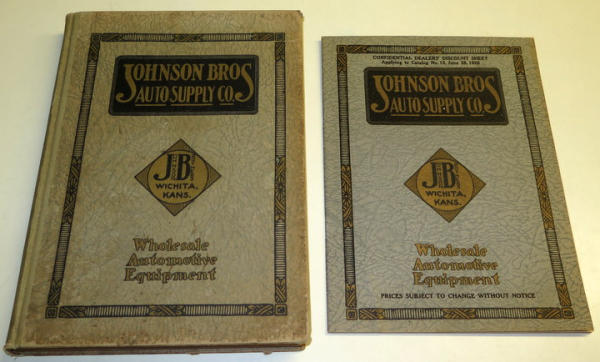 JOHNSON BROS
AUTO SUPPLY CO.
JB
WICHITA,
KANS.
Wholesale
Automotive
Equipment
CONFIDENTIAL DEALERS' DISCOUNT SHEET
JOHNSON BROS
AUTO SUPPLY CO.
JB
WICHITA,
KANS.
Wholesale
Automotive
Equipment
PRICES SUBJECT TO CHANGE WITHOUT NOTICE